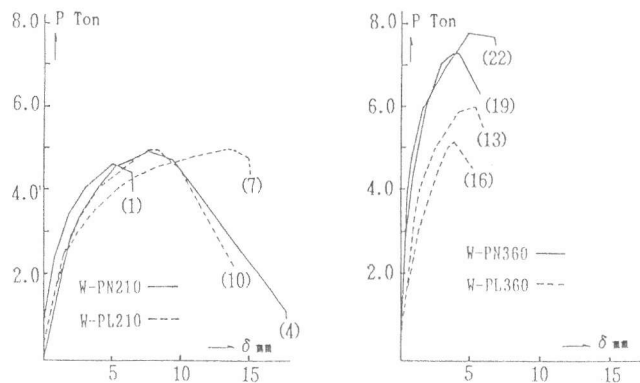 8.0 P Ton
6.0
4.0
2.0
(1)
(7)
(10)
(4)
W-PN210
W-PL210
δ mm
5 10 15
8.0 P Ton
6.0
4.0
2.0
(22)
(19)
(13)
(16)
W-PN360
W-PL360
δ mm
5 10 15